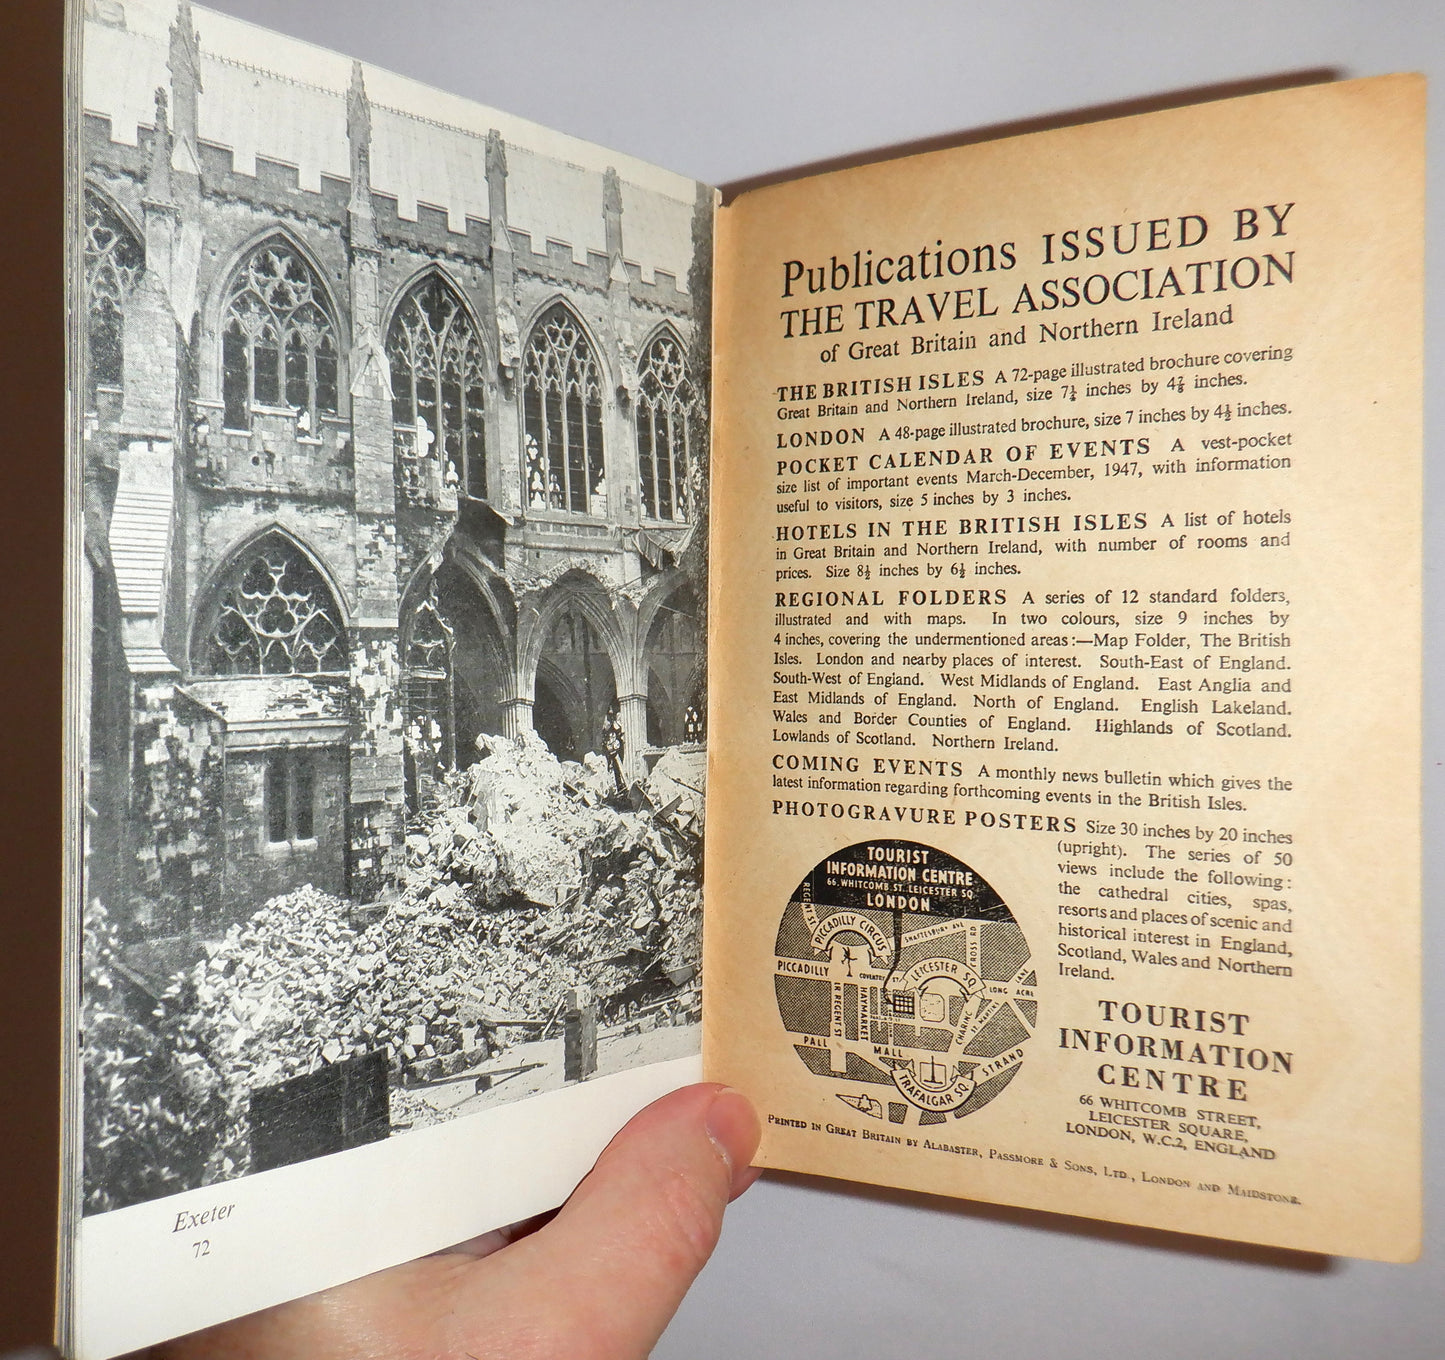 Exeter
72
Publications ISSUED BY
THE TRAVEL ASSOCIATION
of Great Britain and Northern Ireland
THE BRITISH ISLES A 72-page illustrated brochure covering
Great Britain and Northern Ireland, size 7¼ inches by 4⅞ inches.
LONDON A 48-page illustrated brochure, size 7 inches by 4½ inches.
POCKET CALENDAR OF EVENTS A vest-pocket
size list of important events March-December, 1947, with information
useful to visitors, size 5 inches by 3 inches.
HOTELS IN THE BRITISH ISLES A list of hotels
in Great Britain and Northern Ireland, with number of rooms and
prices. Size 8½ inches by 6½ inches.
REGIONAL FOLDERS A series of 12 standard folders,
illustrated and with maps. In two colours, size 9 inches by
4 inches, covering the undermentioned areas:—Map Folder, The British
Isles. London and nearby places of interest. South-East of England.
South-West of England. West Midlands of England. East Anglia and
East Midlands of England. North of England. English Lakeland.
Wales and Border Counties of England. Highlands of Scotland.
Lowlands of Scotland. Northern Ireland.
COMING EVENTS A monthly news bulletin which gives the
latest information regarding forthcoming events in the British Isles.
PHOTOGRAVURE POSTERS Size 30 inches by 20 inches
(upright). The series of 50
views include the following:
the cathedral cities, spas,
resorts and places of scenic and
historical interest in England,
Scotland, Wales and Northern
Ireland.
TOURIST
INFORMATION CENTRE
66, WHITCOMB ST. LEICESTER SQ
LONDON
REGENT ST
PICCADILLY CIRCUS
SHAFTESBURY AVE
CROSS RD
PICCADILLY
COVENTRY ST
LEICESTER SQ
LONG ACRE
LR REGENT ST
HAYMARKET
CHARING
PALL MALL
STRAND
TRAFALGAR SQ
TOURIST
INFORMATION
CENTRE
66 WHITCOMB STREET,
LEICESTER SQUARE,
LONDON, W.C.2, ENGLAND
PRINTED IN GREAT BRITAIN BY ALABASTER, PASSMORE & SONS, LTD., LONDON AND MAIDSTONE.